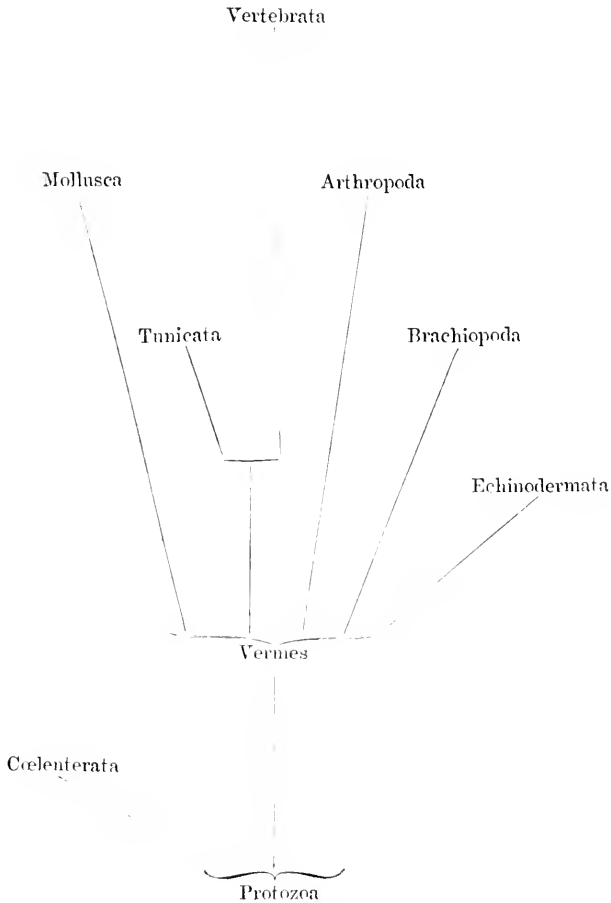 Vertebrata
Mollusca Arthropoda
Tunicata Brachiopoda
Echinodermata
Vermes
Cœlenterata
Protozoa